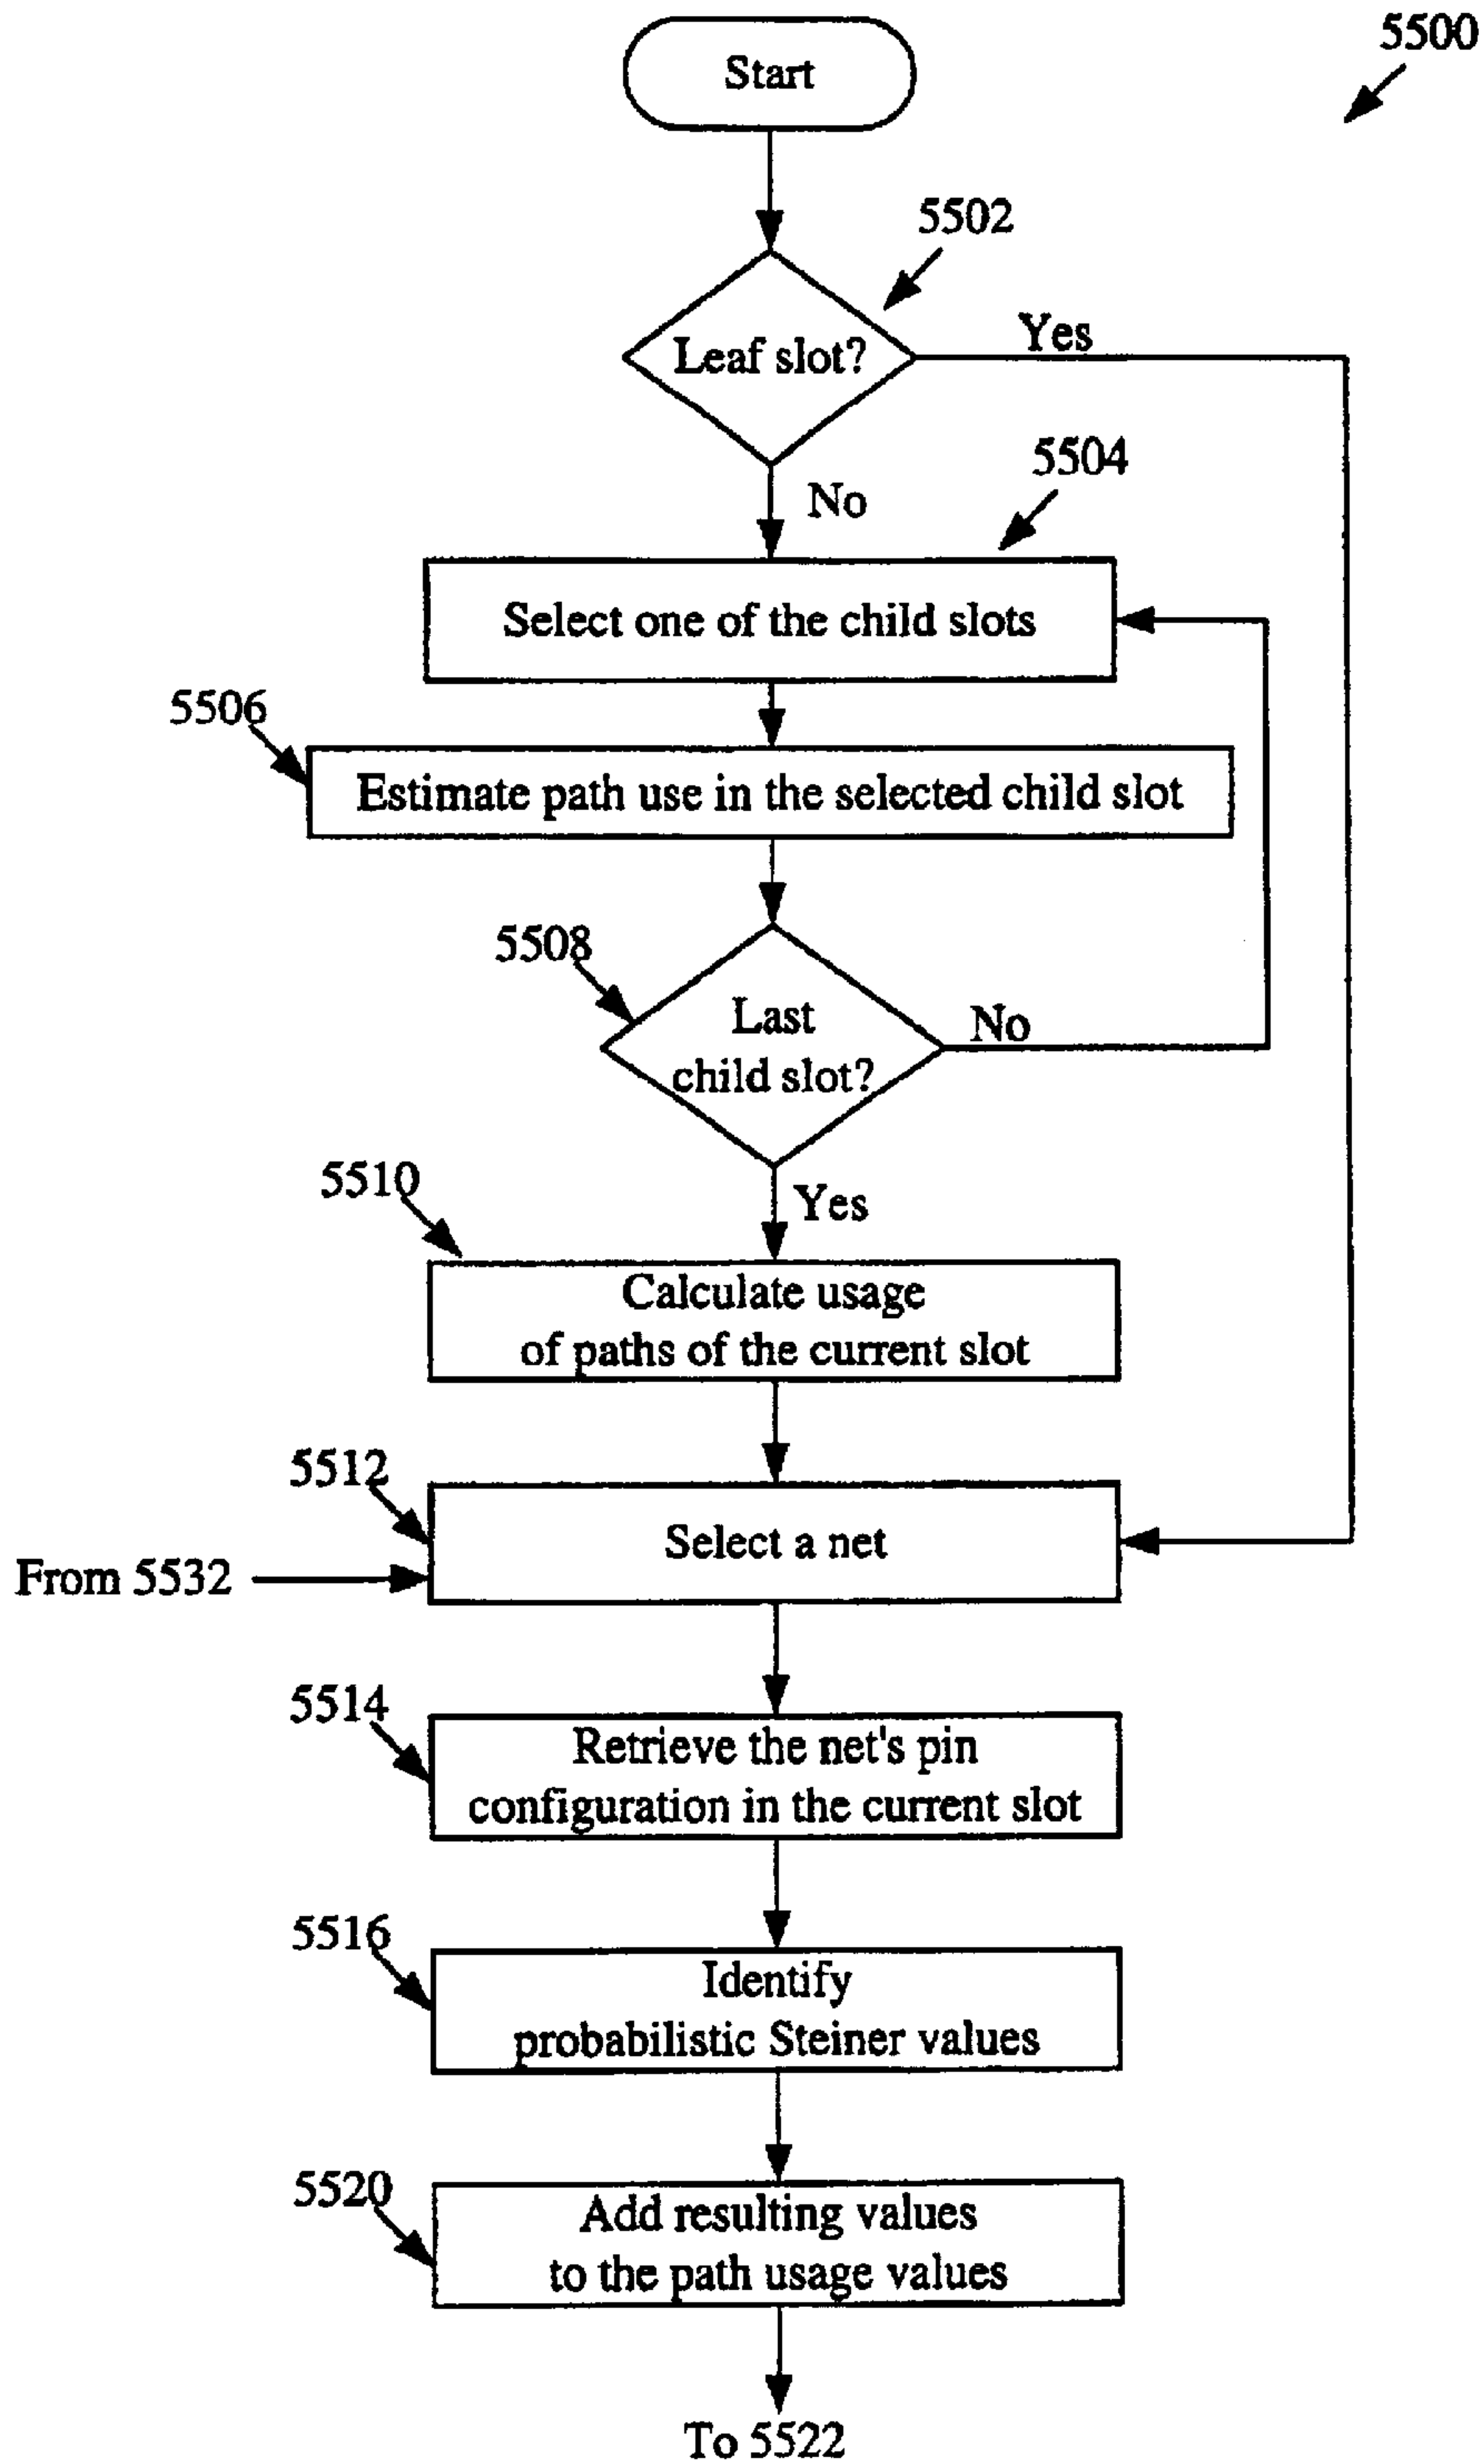 5500
Start
5502
Leaf slot?
Yes
No
5504
Select one of the child slots
5506
Estimate path use in the selected child slot
5508
Last
child slot?
No
Yes
5510
Calculate usage
of paths of the current slot
5512
Select a net
From 5532
5514
Retrieve the net's pin
configuration in the current slot
5516
Identify
probabilistic Steiner values
5520
Add resulting values
to the path usage values
To 5522